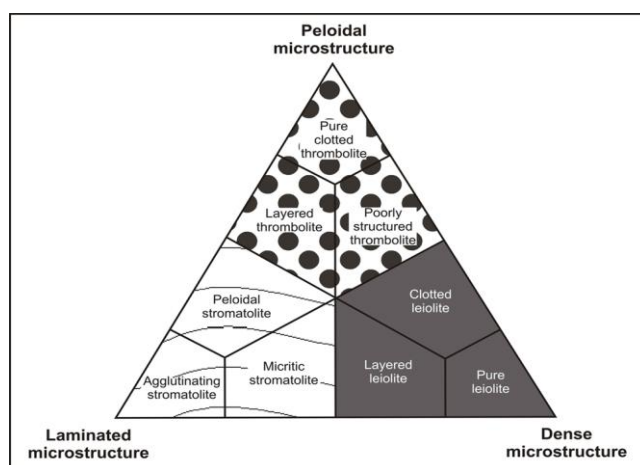 Peloidal
microstructure
Pure
clotted
thrombolite
Layered
thrombolite
Poorly
structured
thrombolite
Peloidal
stromatolite
Clotted
leiolite
Agglutinating
stromatolite
Micritic
stromatolite
Layered
leiolite
Pure
leiolite
Laminated
microstructure
Dense
microstructure